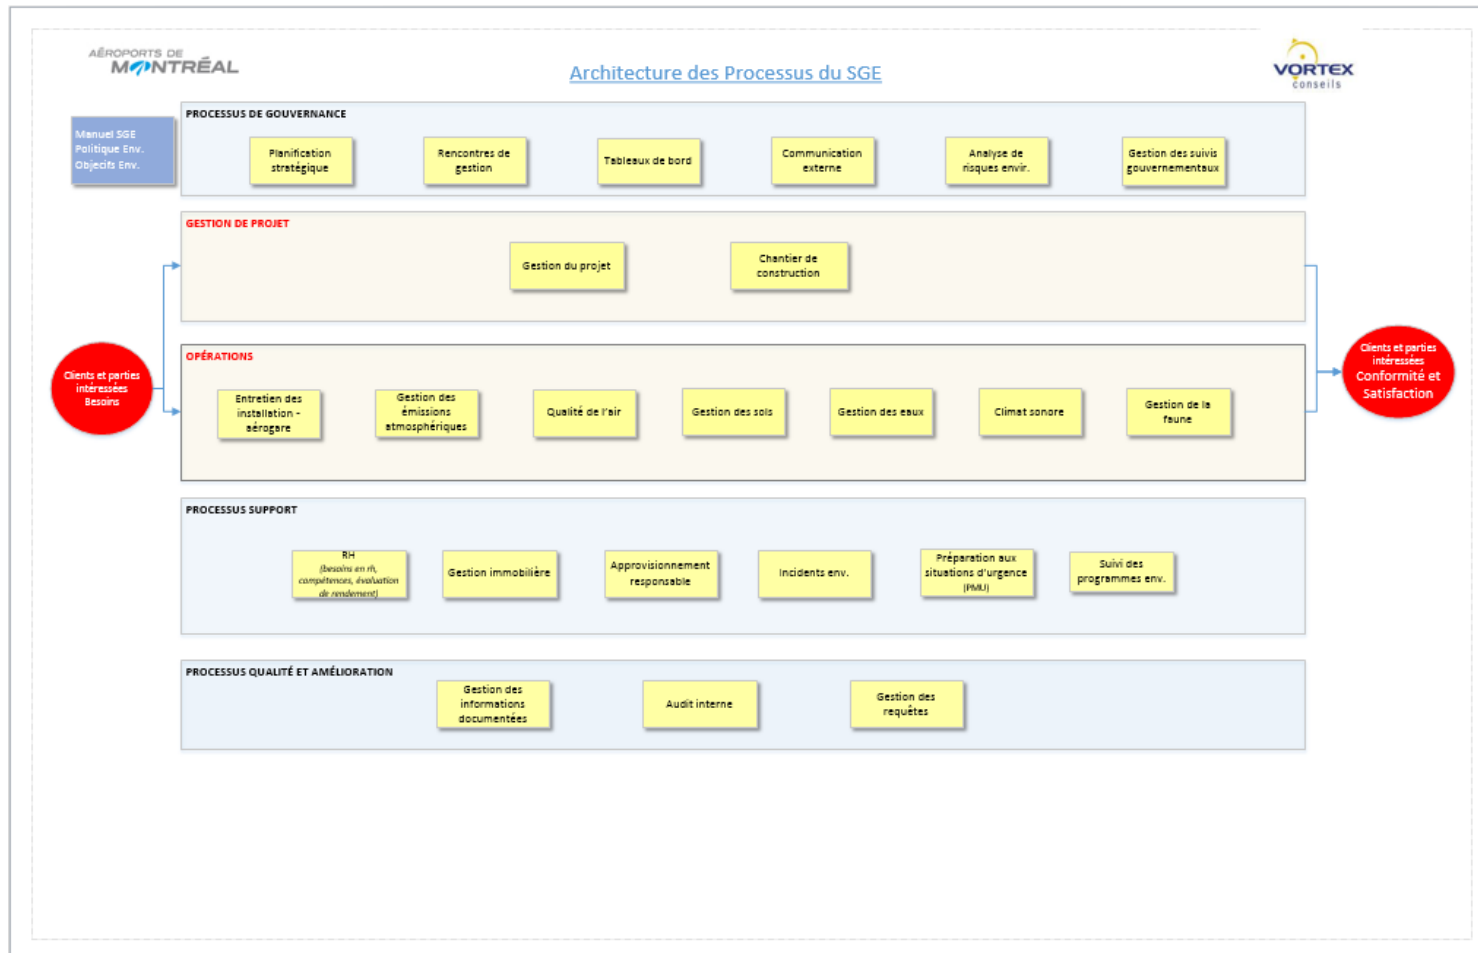 AÉROPORTS DE
MONTRÉAL
Architecture des Processus du SGE
VORTEX
conseils
Manuel SGE
Politique Env.
Objecifs Env.
PROCESSUS DE GOUVERNANCE
Planification
stratégique
Rencontres de
gestion
Tableaux de bord
Communication
externe
Analyse de
risques envir.
Gestion des suivis
gouvernementaux
GESTION DE PROJET
Gestion du projet
Chantier de
construction
Clients et parties
intéressées
Besoins
OPÉRATIONS
Entretien des
installation -
aérogare
Gestion des
émissions
atmosphériques
Qualité de l'air
Gestion des sols
Gestion des eaux
Climat sonore
Gestion de la
faune
Clients et parties
intéressées
Conformité et
Satisfaction
PROCESSUS SUPPORT
RH
(besoins en rh,
compétences, évaluation
de rendement)
Gestion immobilière
Approvisionnement
responsable
Incidents env.
Préparation aux
situations d'urgence
(PMU)
Suivi des
programmes env.
PROCESSUS QUALITÉ ET AMÉLIORATION
Gestion des
informations
documentées
Audit interne
Gestion des
requêtes